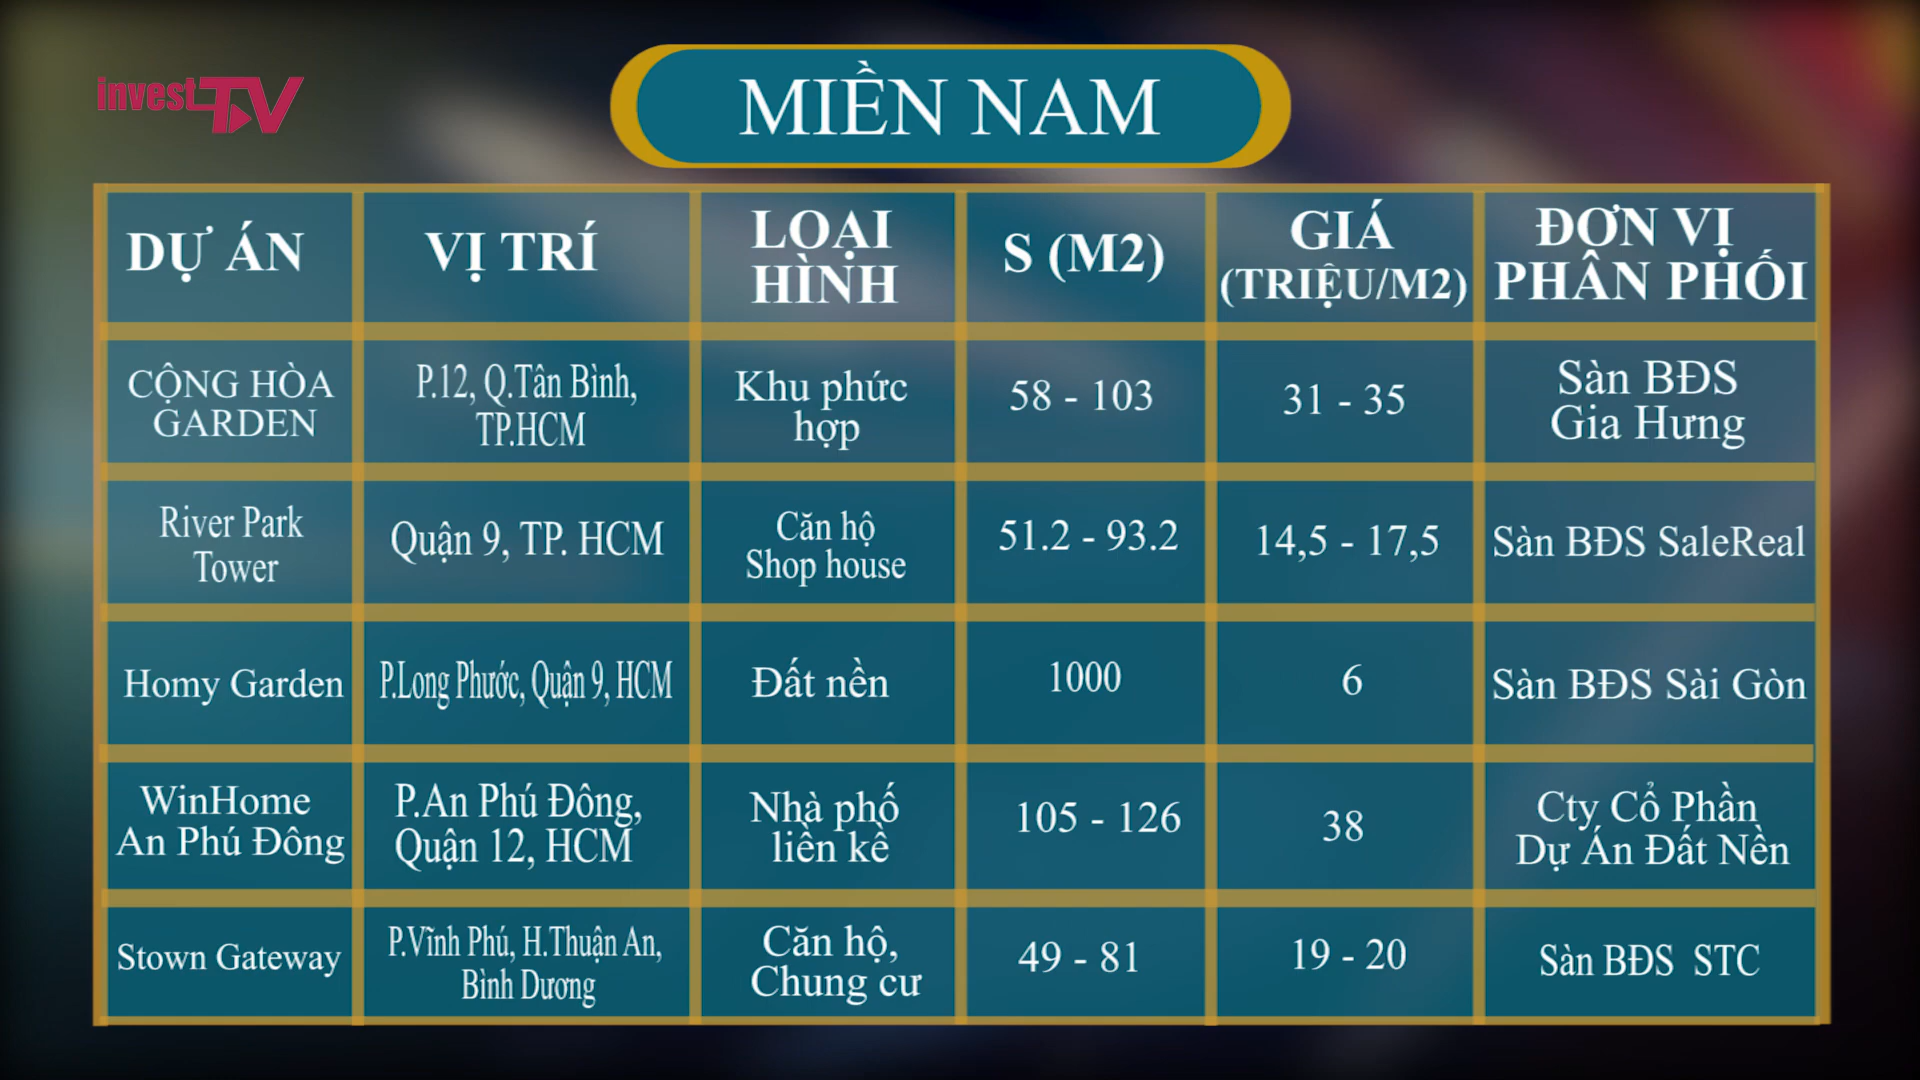 invest TV
MIỀN NAM
DỰ ÁN
VỊ TRÍ
LOẠI
HÌNH
S (M2)
GIÁ
(TRIỆU/M2)
ĐƠN VỊ
PHÂN PHỐI
CỘNG HÒA
GARDEN
P.12, Q.Tân Bình,
TP.HCM
Khu phức
hợp
58 - 103
31 - 35
Sàn BĐS
Gia Hưng
River Park
Tower
Quận 9, TP. HCM
Căn hộ
Shop house
51.2 - 93.2
14,5 - 17,5
Sàn BĐS SaleReal
Homy Garden
P.Long Phước, Quận 9, HCM
Đất nền
1000
6
Sàn BĐS Sài Gòn
WinHome
An Phú Đông
P.An Phú Đông,
Quận 12, HCM
Nhà phố
liền kề
105 - 126
38
Cty Cổ Phần
Dự Án Đất Nền
Stown Gateway
P.Vĩnh Phú, H.Thuận An,
Bình Dương
Căn hộ,
Chung cư
49 - 81
19 - 20
Sàn BĐS STC